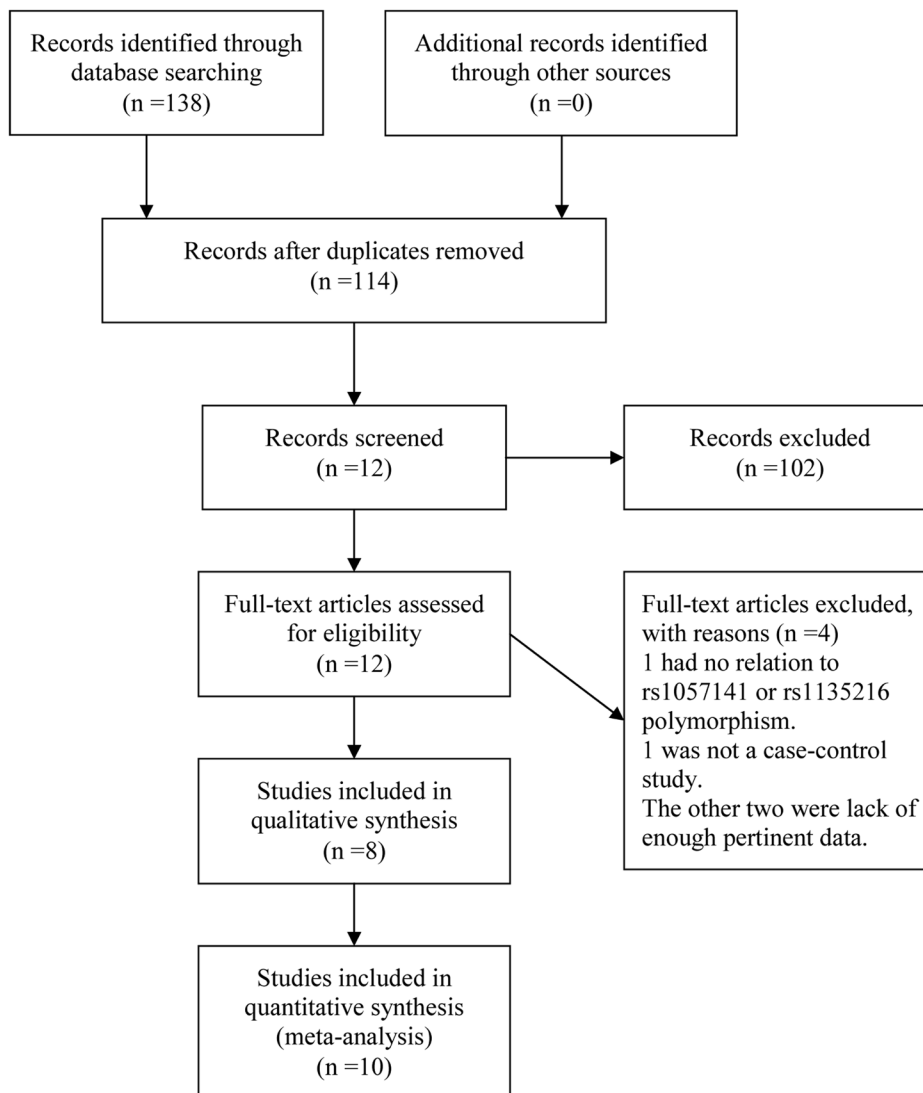 Records identified through
database searching
(n =138)
Additional records identified
through other sources
(n =0)
Records after duplicates removed
(n =114)
Records screened
(n =12)
Records excluded
(n =102)
Full-text articles assessed
for eligibility
(n =12)
Full-text articles excluded,
with reasons (n =4)
1 had no relation to
rs1057141 or rs1135216
polymorphism.
1 was not a case-control
study.
The other two were lack of
enough pertinent data.
Studies included in
qualitative synthesis
(n =8)
Studies included in
quantitative synthesis
(meta-analysis)
(n =10)